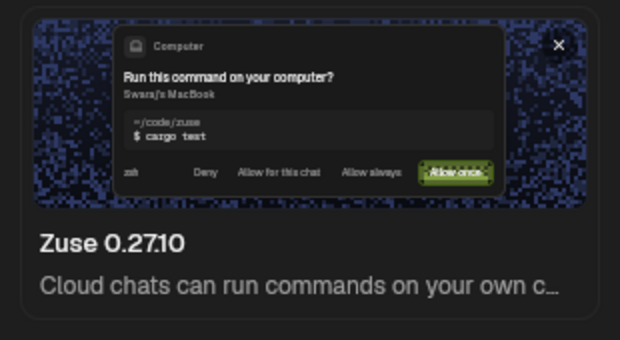 Computer
Run this command on your computer?
Swaraj's MacBook
~/code/zuse
$ cargo test
zsh Deny Allow for this chat Allow always Allow once
Zuse 0.27.10
Cloud chats can run commands on your own c...